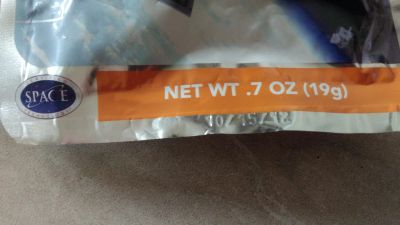 SPACE
NET WT .7 OZ (19g)